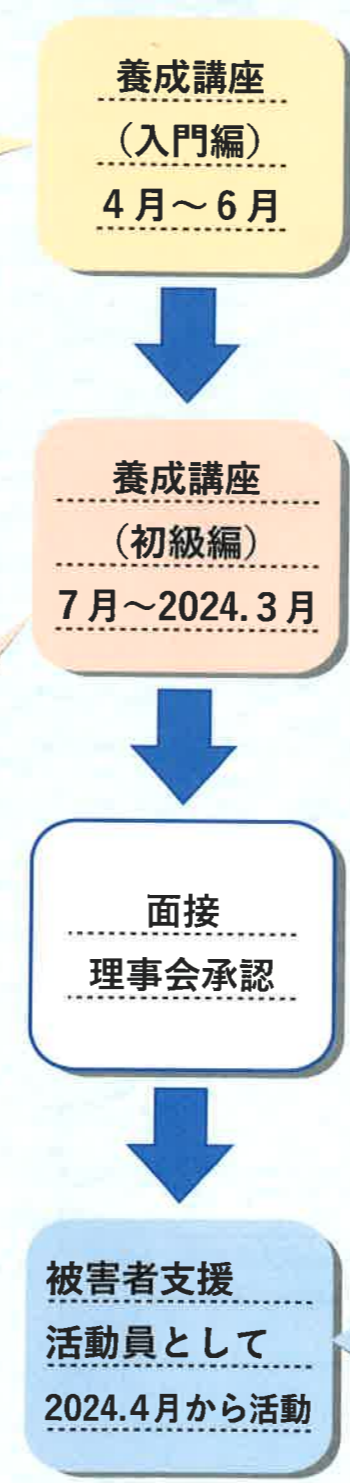 養成講座
（入門編）
4月～6月
養成講座
（初級編）
7月～2024.3月
面接
理事会承認
被害者支援
活動員として
2024.4月から活動